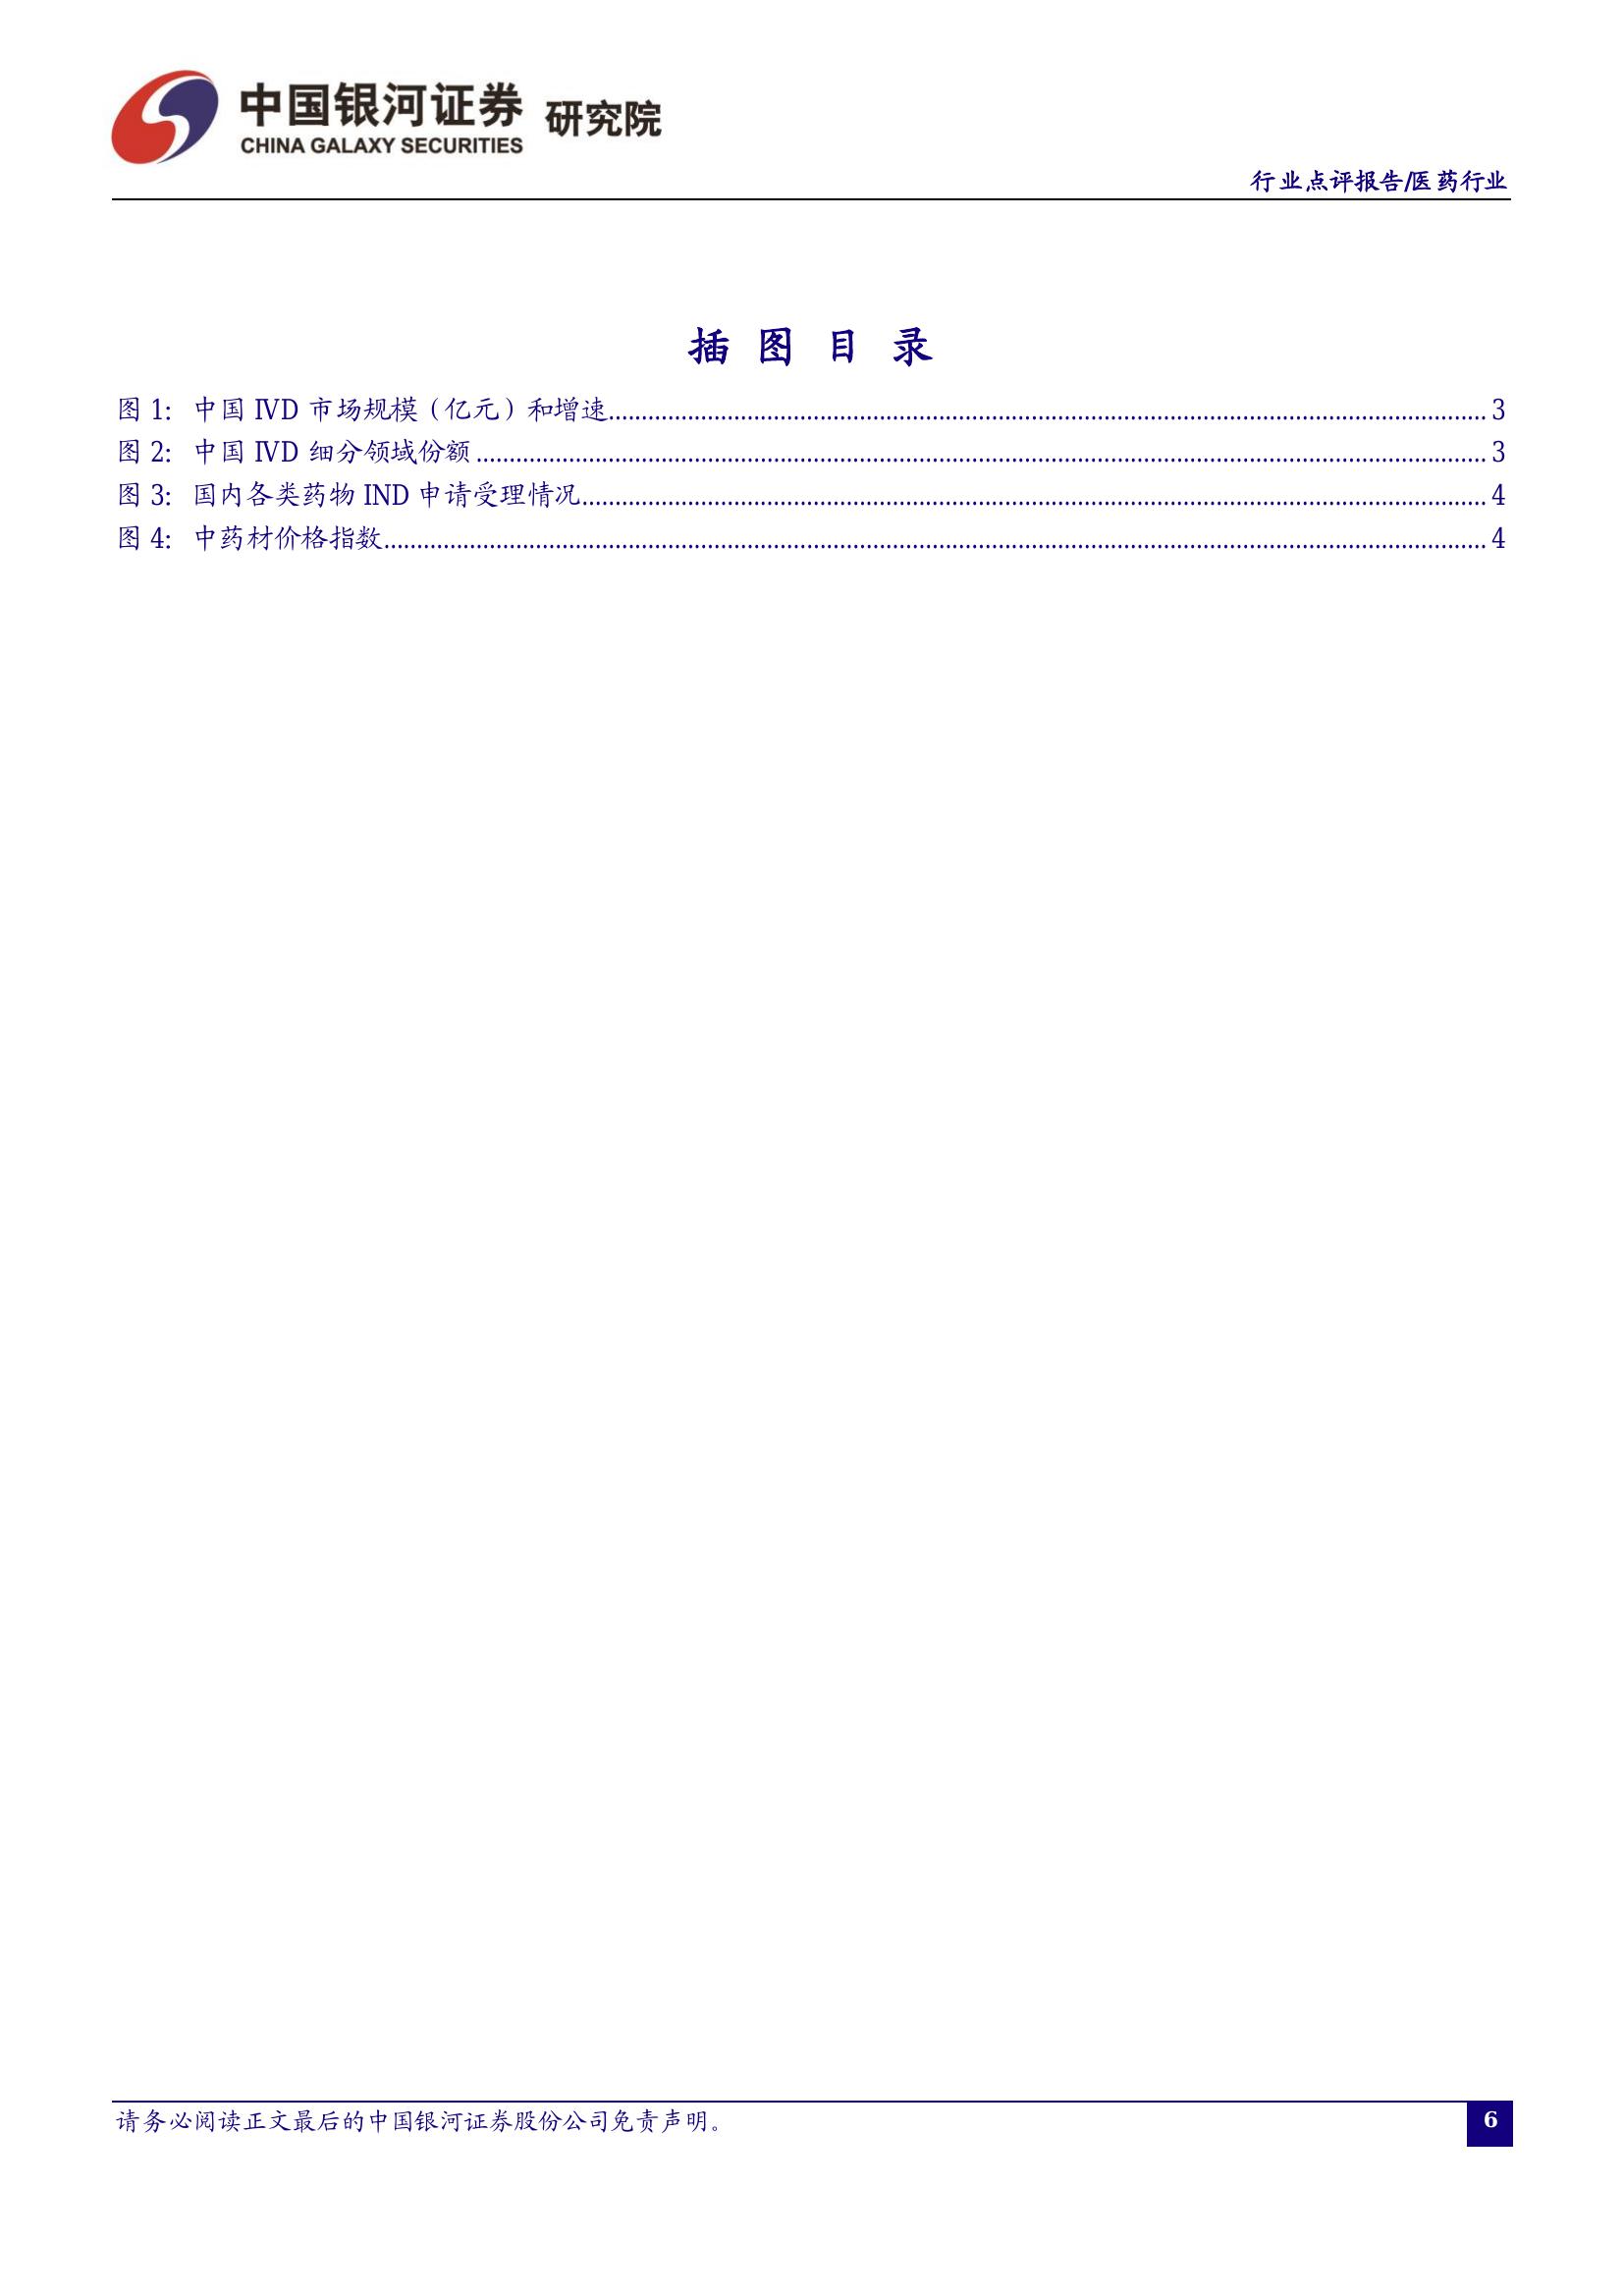 中国银河证券 研究院
CHINA GALAXY SECURITIES
行业点评报告/医药行业
插 图 目 录
图 1: 中国 IVD 市场规模（亿元）和增速........................................ 3
图 2: 中国 IVD 细分领域份额........................................ 3
图 3: 国内各类药物 IND 申请受理情况........................................ 4
图 4: 中药材价格指数........................................ 4
请务必阅读正文最后的中国银河证券股份公司免责声明。
6